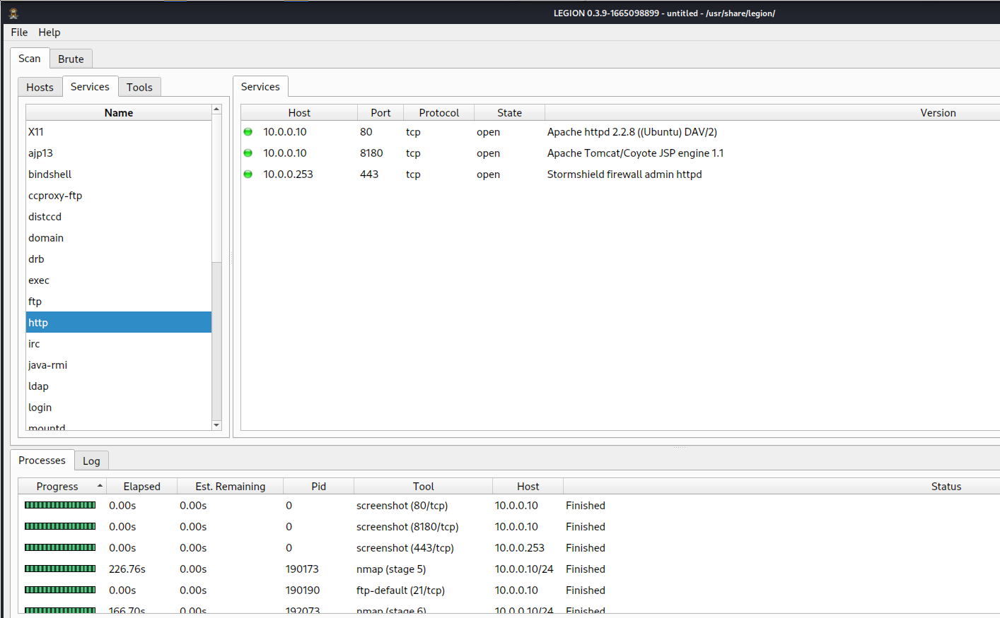 LEGION 0.3.9-1665098899 - untitled - /usr/share/legion/
File Help
Scan Brute
Hosts Services Tools
Name
X11
ajp13
bindshell
ccproxy-ftp
distccd
domain
drb
exec
ftp
http
irc
java-rmi
ldap
login
mountd
Services
Host Port Protocol State Version
10.0.0.10 80 tcp open Apache httpd 2.2.8 ((Ubuntu) DAV/2)
10.0.0.10 8180 tcp open Apache Tomcat/Coyote JSP engine 1.1
10.0.0.253 443 tcp open Stormshield firewall admin httpd
Processes Log
Progress Elapsed Est. Remaining Pid Tool Host Status
0.00s 0.00s 0 screenshot (80/tcp) 10.0.0.10 Finished
0.00s 0.00s 0 screenshot (8180/tcp) 10.0.0.10 Finished
0.00s 0.00s 0 screenshot (443/tcp) 10.0.0.253 Finished
226.76s 0.00s 190173 nmap (stage 5) 10.0.0.10/24 Finished
0.00s 0.00s 190190 ftp-default (21/tcp) 10.0.0.10 Finished
166.70s 0.00s 192073 nmap (stage 6) 10.0.0.10/24 Finished